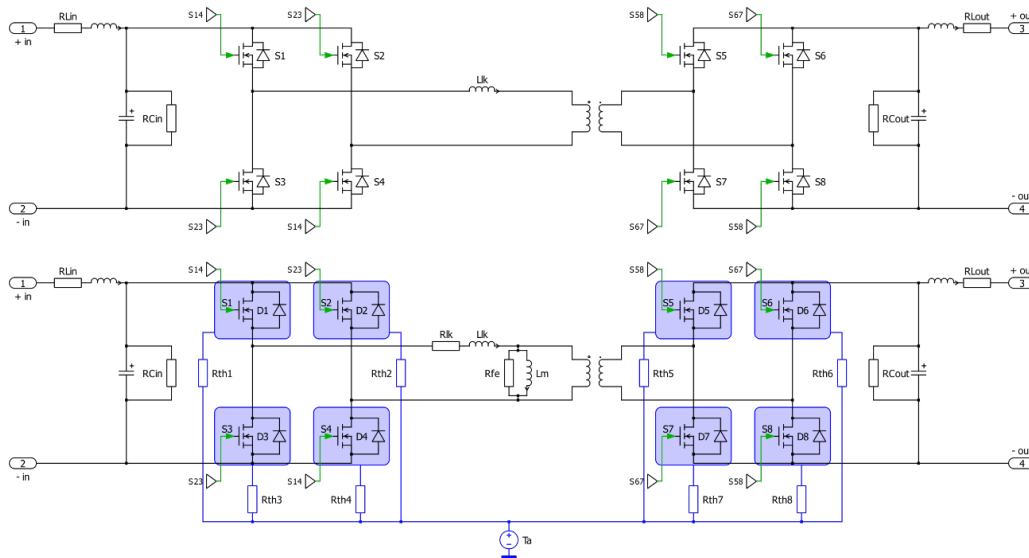 RLin S14 S23 S58 S67 + ou
1 RLout 3
+ in S1 S2 S5 S6
Llk
RCin RCout
S3 S4 S7 S8
2 - ou
- in S23 S14 S67 S58 4
RLin S14 S23 S58 S67 + ou
1 RLout 3
+ in S1 D1 S2 D2 S5 D5 S6 D6
Rlk Llk
RCin Rth1 Rth2 Rfe Lm Rth5 Rth6 RCout
S3 D3 S4 D4 S7 D7 S8 D8
2 - ou
- in S23 S14 S67 S58 4
Rth3 Rth4 Rth7 Rth8
Ta